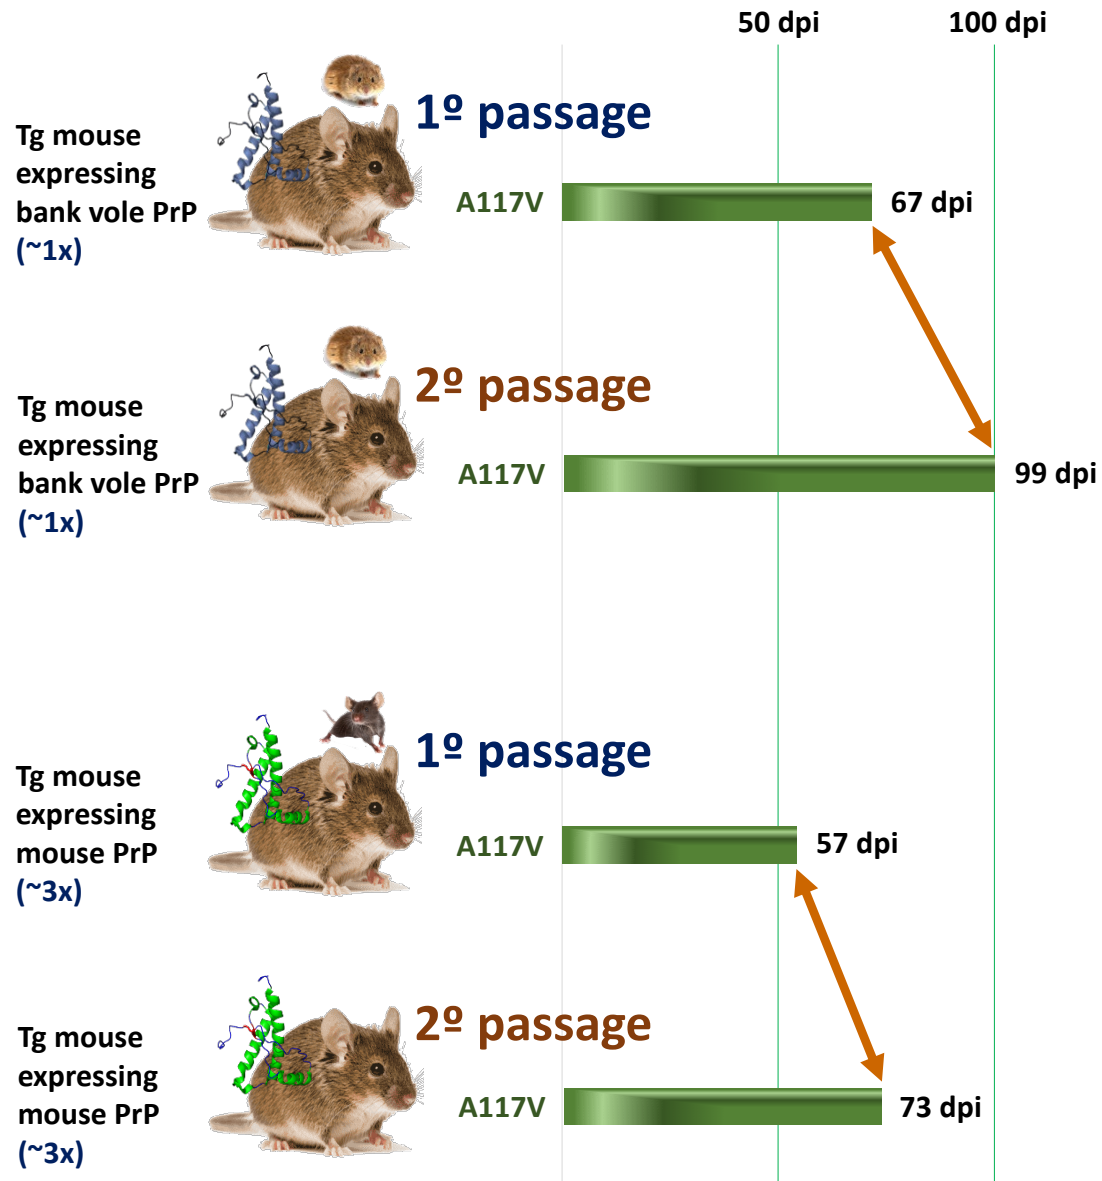 50 dpi
100 dpi
1º passage
Tg mouse
expressing
bank vole PrP
(~1x)
A117V
67 dpi
2º passage
Tg mouse
expressing
bank vole PrP
(~1x)
A117V
99 dpi
1º passage
Tg mouse
expressing
mouse PrP
(~3x)
A117V
57 dpi
2º passage
Tg mouse
expressing
mouse PrP
(~3x)
A117V
73 dpi